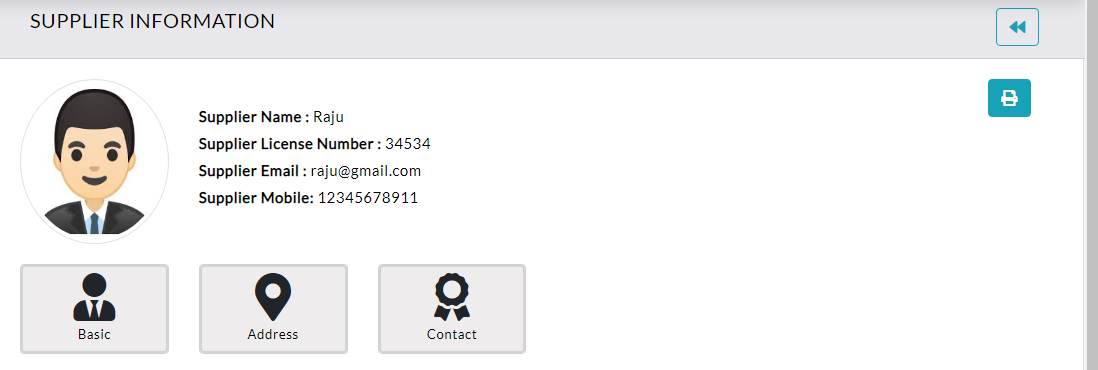 SUPPLIER INFORMATION
Supplier Name : Raju
Supplier License Number : 34534
Supplier Email : raju@gmail.com
Supplier Mobile: 12345678911
Basic
Address
Contact